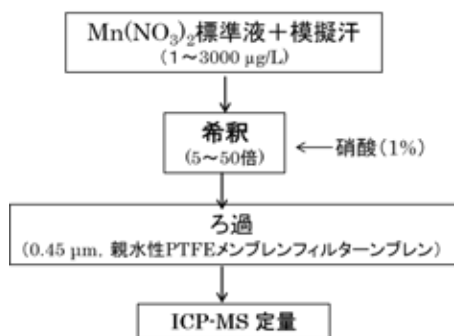 Mn(NO₃)₂標準液＋模擬汗
（1～3000 µg/L）
希釈
(5～50倍)
硝酸（1%）
ろ過
（0.45 µm，親水性PTFEメンブレンフィルターンブレン）
ICP-MS 定量